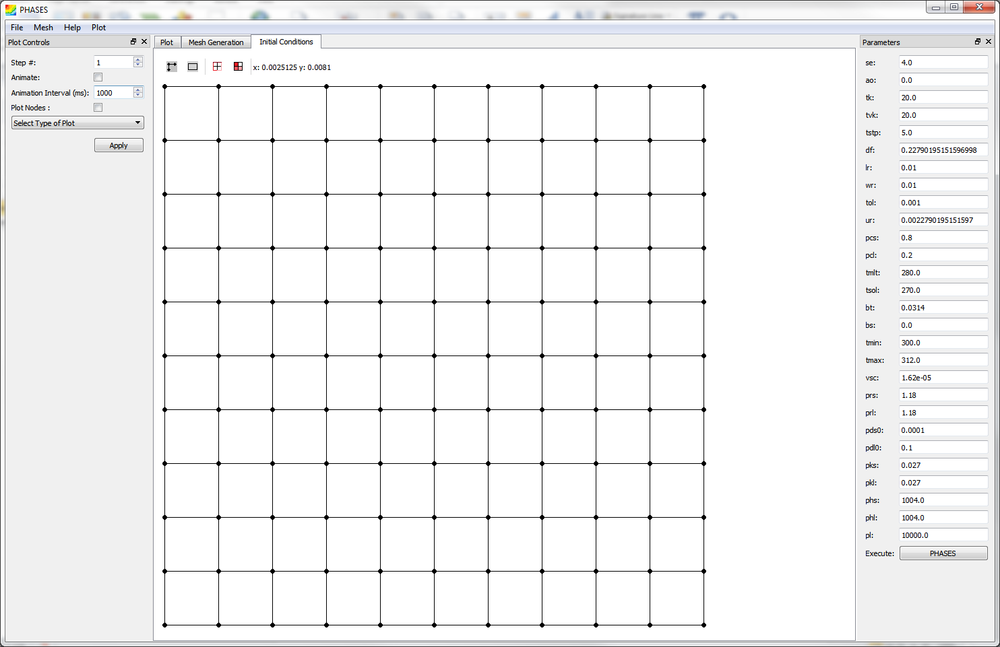 PHASES
File Mesh Help Plot
Plot Controls
Step #: 1
Animate:
Animation Interval (ms): 1000
Plot Nodes :
Select Type of Plot
Apply
Plot Mesh Generation Initial Conditions
x: 0.0025125 y: 0.0081
Parameters
se: 4.0
ao: 0.0
tk: 20.0
tvk: 20.0
tstp: 5.0
df: 0.22790195151596998
lr: 0.01
wr: 0.01
tol: 0.001
ur: 0.0022790195151597
pcs: 0.8
pcl: 0.2
tmlt: 280.0
tsol: 270.0
bt: 0.0314
bs: 0.0
tmin: 300.0
tmax: 312.0
vsc: 1.62e-05
prs: 1.18
prl: 1.18
pds0: 0.0001
pdl0: 0.1
pks: 0.027
pkl: 0.027
phs: 1004.0
phl: 1004.0
pl: 10000.0
Execute: PHASES